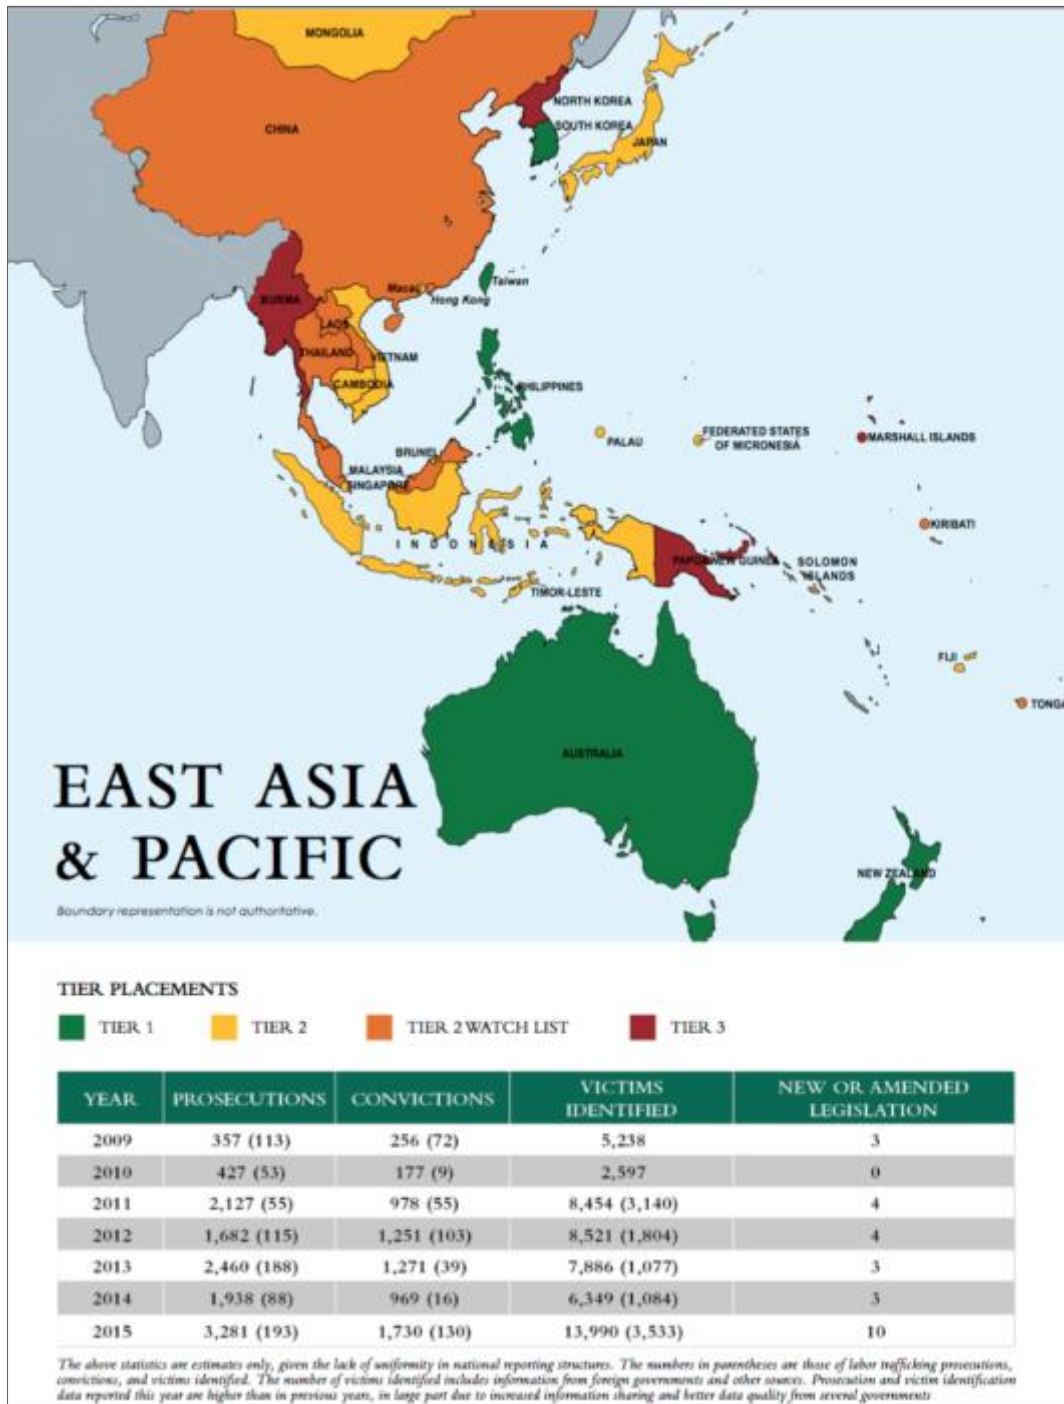 MONGOLIA
NORTH KOREA
CHINA
SOUTH KOREA
JAPAN
Taiwan
Macau
Hong Kong
BURMA
LAOS
THAILAND
VIETNAM
CAMBODIA
PHILIPPINES
PALAU
FEDERATED STATES
OF MICRONESIA
MARSHALL ISLANDS
BRUNEI
MALAYSIA
SINGAPORE
KIRIBATI
INDONESIA
PAPUA NEW GUINEA
SOLOMON
ISLANDS
TIMOR-LESTE
FIJI
TONGA
AUSTRALIA
NEW ZEALAND
EAST ASIA
& PACIFIC
Boundary representation is not authoritative.
TIER PLACEMENTS
TIER 1 TIER 2 TIER 2 WATCH LIST TIER 3
YEAR PROSECUTIONS CONVICTIONS VICTIMS IDENTIFIED NEW OR AMENDED LEGISLATION
2009 357 (113) 256 (72) 5,238 3
2010 427 (53) 177 (9) 2,597 0
2011 2,127 (55) 978 (55) 8,454 (3,140) 4
2012 1,682 (115) 1,251 (103) 8,521 (1,804) 4
2013 2,460 (188) 1,271 (39) 7,886 (1,077) 3
2014 1,938 (88) 969 (16) 6,349 (1,084) 3
2015 3,281 (193) 1,730 (130) 13,990 (3,533) 10
The above statistics are estimates only, given the lack of uniformity in national reporting structures. The numbers in parentheses are those of labor trafficking prosecutions,
convictions, and victims identified. The number of victims identified includes information from foreign governments and other sources. Prosecution and victim identification
data reported this year are higher than in previous years, in large part due to increased information sharing and better data quality from several governments